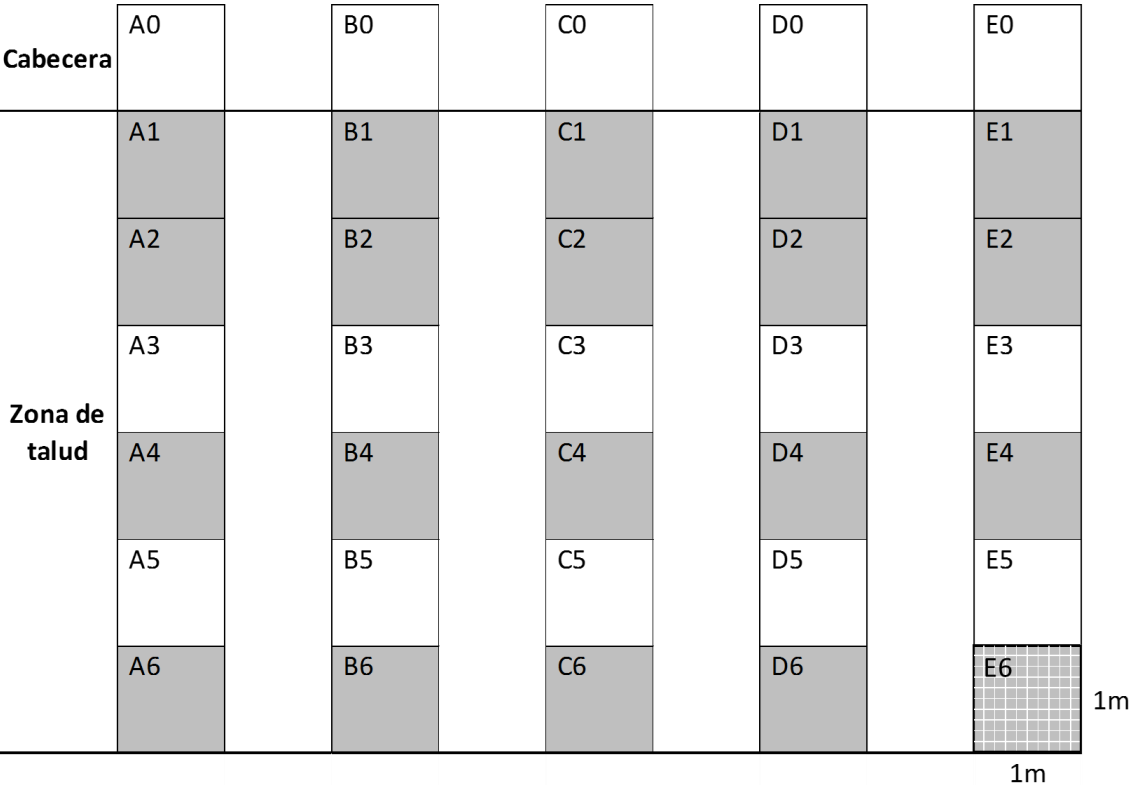 A0 B0 C0 D0 E0
Cabecera
A1 B1 C1 D1 E1
A2 B2 C2 D2 E2
A3 B3 C3 D3 E3
Zona de
talud
A4 B4 C4 D4 E4
A5 B5 C5 D5 E5
A6 B6 C6 D6 E6
1m
1m